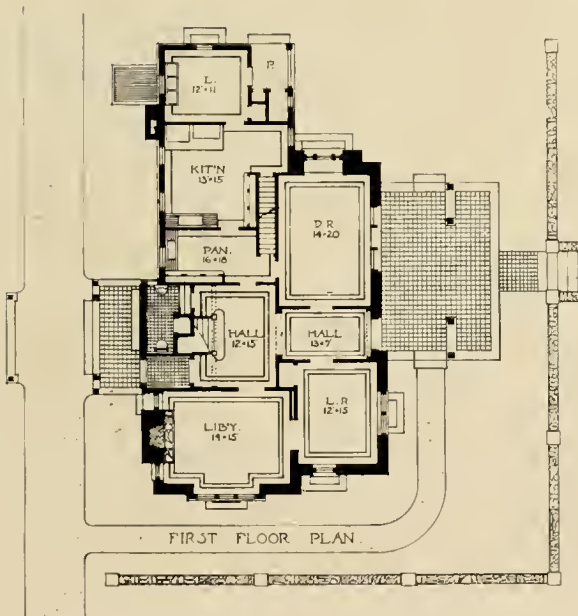 L.
12×11
P.
KIT'N
13×15
D.R
14×20
PAN.
16×18
HALL
12×15
HALL
13×7
L.R
12×15
LIB'Y.
19×15
FIRST FLOOR PLAN.